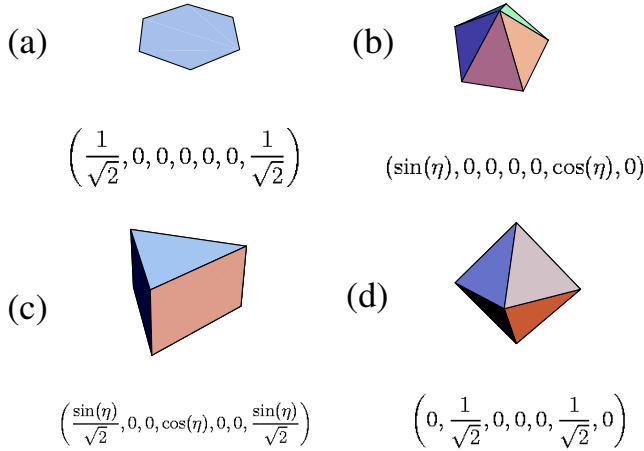 (a)
(b)
(1/√2, 0, 0, 0, 0, 0, 1/√2)
(sin(η), 0, 0, 0, 0, cos(η), 0)
(c)
(d)
(sin(η)/√2, 0, 0, cos(η), 0, 0, sin(η)/√2)
(0, 1/√2, 0, 0, 0, 1/√2, 0)